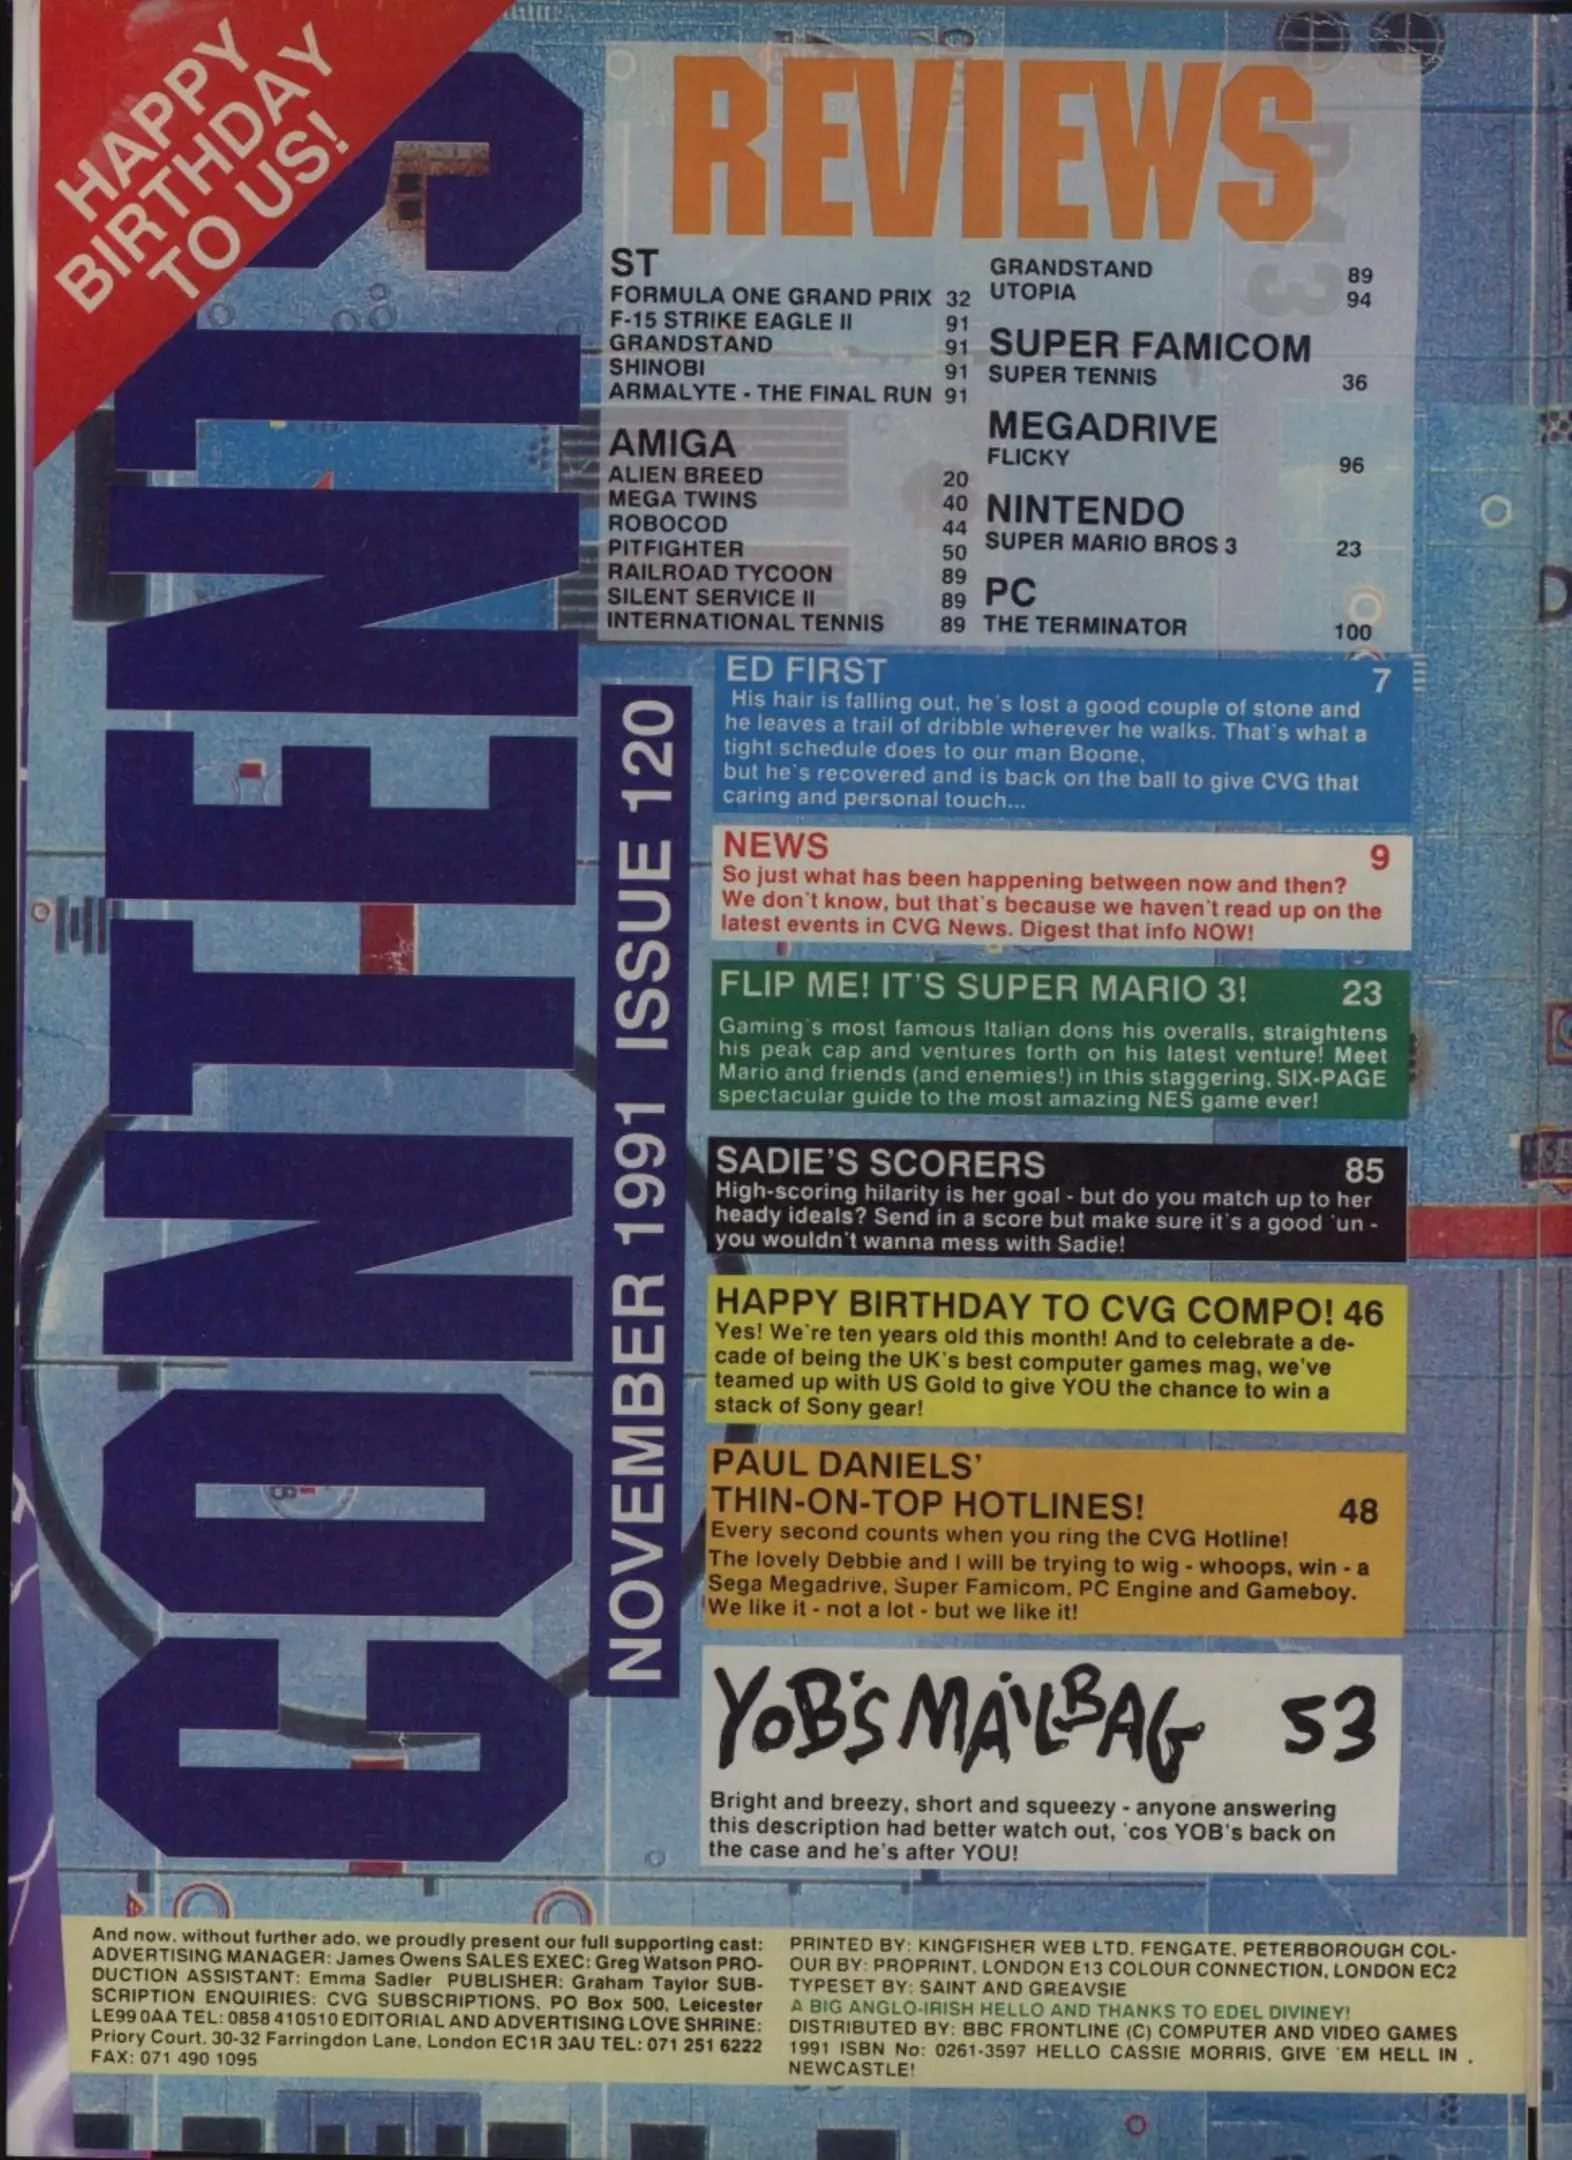 HAPPY
BIRTHDAY
TO US!
CONTENTS
NOVEMBER 1991 ISSUE 120
REVIEWS
ST
FORMULA ONE GRAND PRIX 32
F-15 STRIKE EAGLE II 91
GRANDSTAND 91
SHINOBI 91
ARMALYTE - THE FINAL RUN 91
AMIGA
ALIEN BREED 20
MEGA TWINS 40
ROBOCOD 44
PITFIGHTER 50
RAILROAD TYCOON 89
SILENT SERVICE II 89
INTERNATIONAL TENNIS 89
GRANDSTAND 89
UTOPIA 94
SUPER FAMICOM
SUPER TENNIS 36
MEGADRIVE
FLICKY 96
NINTENDO
SUPER MARIO BROS 3 23
PC
THE TERMINATOR 100
ED FIRST 7
His hair is falling out, he's lost a good couple of stone and
he leaves a trail of dribble wherever he walks. That's what a
tight schedule does to our man Boone,
but he's recovered and is back on the ball to give CVG that
caring and personal touch...
NEWS 9
So just what has been happening between now and then?
We don't know, but that's because we haven't read up on the
latest events in CVG News. Digest that info NOW!
FLIP ME! IT'S SUPER MARIO 3! 23
Gaming's most famous Italian dons his overalls, straightens
his peak cap and ventures forth on his latest venture! Meet
Mario and friends (and enemies!) in this staggering, SIX-PAGE
spectacular guide to the most amazing NES game ever!
SADIE'S SCORERS 85
High-scoring hilarity is her goal - but do you match up to her
heady ideals? Send in a score but make sure it's a good 'un -
you wouldn't wanna mess with Sadie!
HAPPY BIRTHDAY TO CVG COMPO! 46
Yes! We're ten years old this month! And to celebrate a de-
cade of being the UK's best computer games mag, we've
teamed up with US Gold to give YOU the chance to win a
stack of Sony gear!
PAUL DANIELS'
THIN-ON-TOP HOTLINES! 48
Every second counts when you ring the CVG Hotline!
The lovely Debbie and I will be trying to wig - whoops, win - a
Sega Megadrive, Super Famicom, PC Engine and Gameboy.
We like it - not a lot - but we like it!
YOB'S MAILBAG 53
Bright and breezy, short and squeezy - anyone answering
this description had better watch out, 'cos YOB's back on
the case and he's after YOU!
And now, without further ado, we proudly present our full supporting cast:
ADVERTISING MANAGER: James Owens SALES EXEC: Greg Watson PRO-
DUCTION ASSISTANT: Emma Sadler PUBLISHER: Graham Taylor SUB-
SCRIPTION ENQUIRIES: CVG SUBSCRIPTIONS, PO Box 500, Leicester
LE99 0AA TEL: 0858 410510 EDITORIAL AND ADVERTISING LOVE SHRINE:
Priory Court, 30-32 Farringdon Lane, London EC1R 3AU TEL: 071 251 6222
FAX: 071 490 1095
PRINTED BY: KINGFISHER WEB LTD, FENGATE, PETERBOROUGH COL-
OUR BY: PROPRINT, LONDON E13 COLOUR CONNECTION, LONDON EC2
TYPESET BY: SAINT AND GREAVSIE
A BIG ANGLO-IRISH HELLO AND THANKS TO EDEL DIVINEY!
DISTRIBUTED BY: BBC FRONTLINE (C) COMPUTER AND VIDEO GAMES
1991 ISBN No: 0261-3597 HELLO CASSIE MORRIS, GIVE 'EM HELL IN
NEWCASTLE!